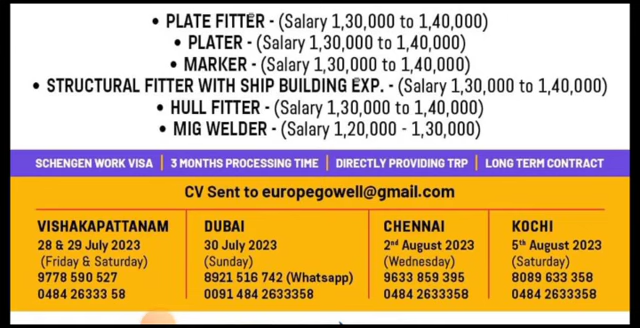 • PLATE FITTER - (Salary 1,30,000 to 1,40,000)
• PLATER - (Salary 1,30,000 to 1,40,000)
• MARKER - (Salary 1,30,000 to 1,40,000)
• STRUCTURAL FITTER WITH SHIP BUILDING EXP. - (Salary 1,30,000 to 1,40,000)
• HULL FITTER - (Salary 1,30,000 to 1,40,000)
• MIG WELDER - (Salary 1,20,000 - 1,30,000)
SCHENGEN WORK VISA | 3 MONTHS PROCESSING TIME | DIRECTLY PROVIDING TRP | LONG TERM CONTRACT
CV Sent to europegowell@gmail.com
VISHAKAPATTANAM
28 & 29 July 2023
(Friday & Saturday)
9778 590 527
0484 26333 58
DUBAI
30 July 2023
(Sunday)
8921 516 742 (Whatsapp)
0091 484 2633358
CHENNAI
2nd August 2023
(Wednesday)
9633 859 395
0484 2633358
KOCHI
5th August 2023
(Saturday)
8089 633 358
0484 2633358